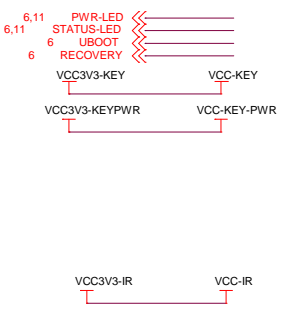 6,11 PWR-LED
6,11 STATUS-LED
6 UBOOT
6 RECOVERY
VCC3V3-KEY VCC-KEY
VCC3V3-KEYPWR VCC-KEY-PWR
VCC3V3-IR VCC-IR